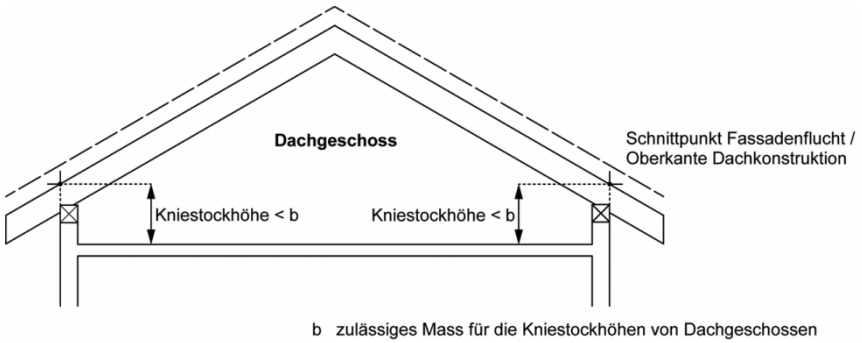 Dachgeschoss
Schnittpunkt Fassadenflucht /
Oberkante Dachkonstruktion
Kniestockhöhe < b
Kniestockhöhe < b
b zulässiges Mass für die Kniestockhöhen von Dachgeschossen